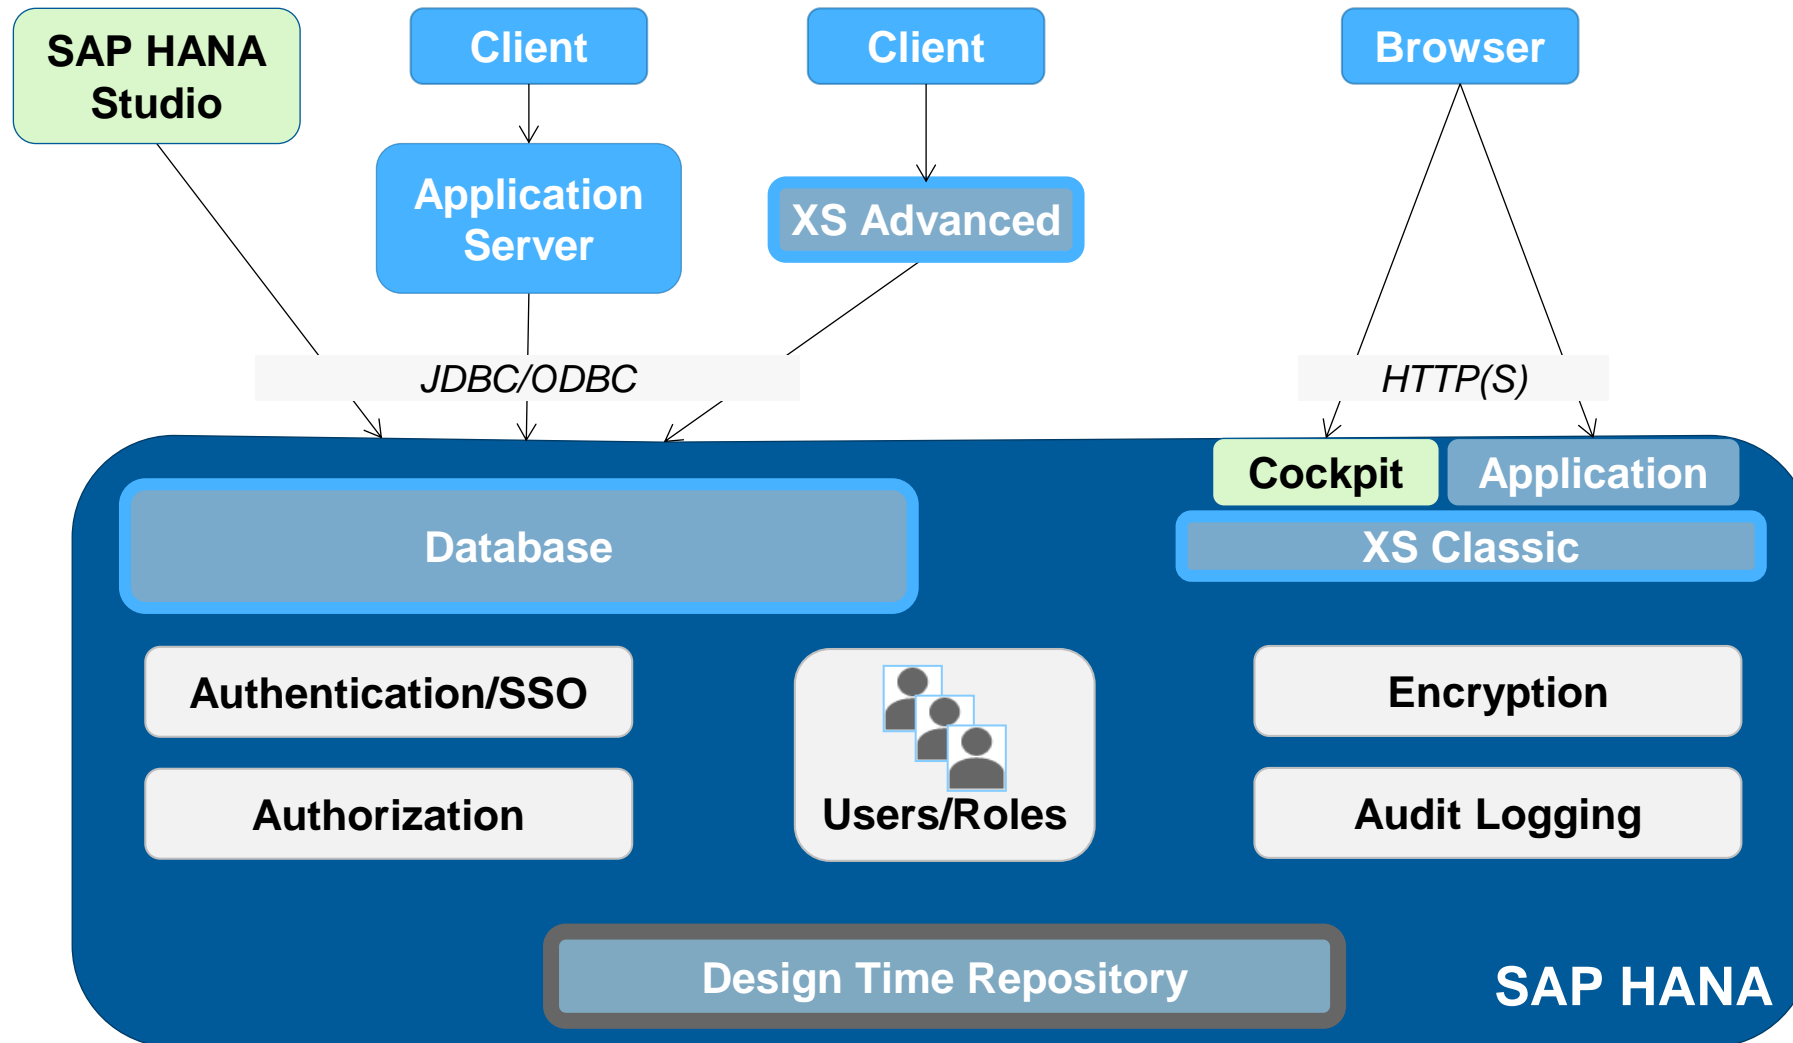 SAP HANA
Studio
Client
Client
Browser
Application
Server
XS Advanced
JDBC/ODBC
HTTP(S)
Cockpit
Application
Database
XS Classic
Authentication/SSO
Encryption
Authorization
Users/Roles
Audit Logging
Design Time Repository
SAP HANA